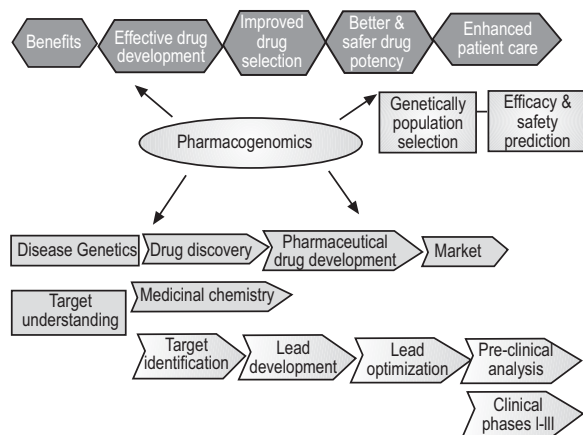 Benefits
Effective drug
development
Improved
drug
selection
Better &
safer drug
potency
Enhanced
patient care
Pharmacogenomics
Genetically
population
selection
Efficacy &
safety
prediction
Disease Genetics
Drug discovery
Pharmaceutical
drug development
Market
Target
understanding
Medicinal chemistry
Target
identification
Lead
development
Lead
optimization
Pre-clinical
analysis
Clinical
phases I-III